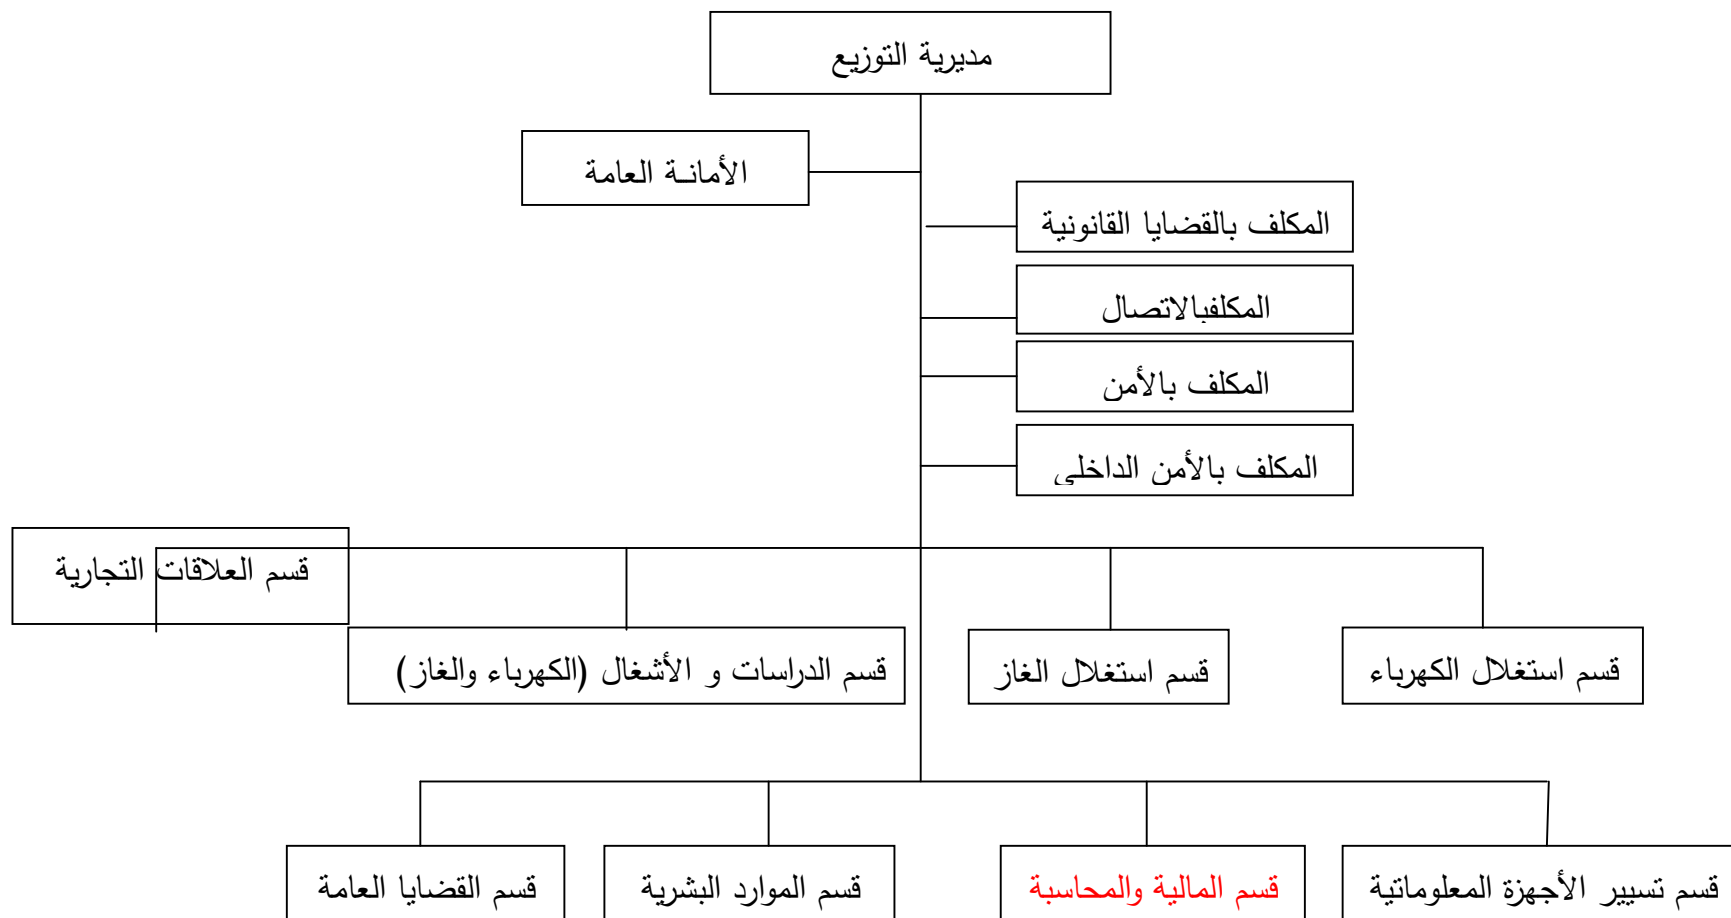 مديرية التوزيع
الأمانـة العامة
المكلف بالقضايا القانونية
المكلفبالاتصال
المكلف بالأمن
المكلف بالأمن الداخلي
قسم العلاقات التجارية
قسم استغلال الكهرباء
قسم استغلال الغاز
قسم الدراسات و الأشغال (الكهرباء والغاز)
قسم تسيير الأجهزة المعلوماتية
قسم المالية والمحاسبة
قسم الموارد البشرية
قسم القضايا العامة